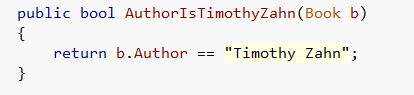 public bool AuthorIsTimothyZahn(Book b)
{
    return b.Author == "Timothy Zahn";
}